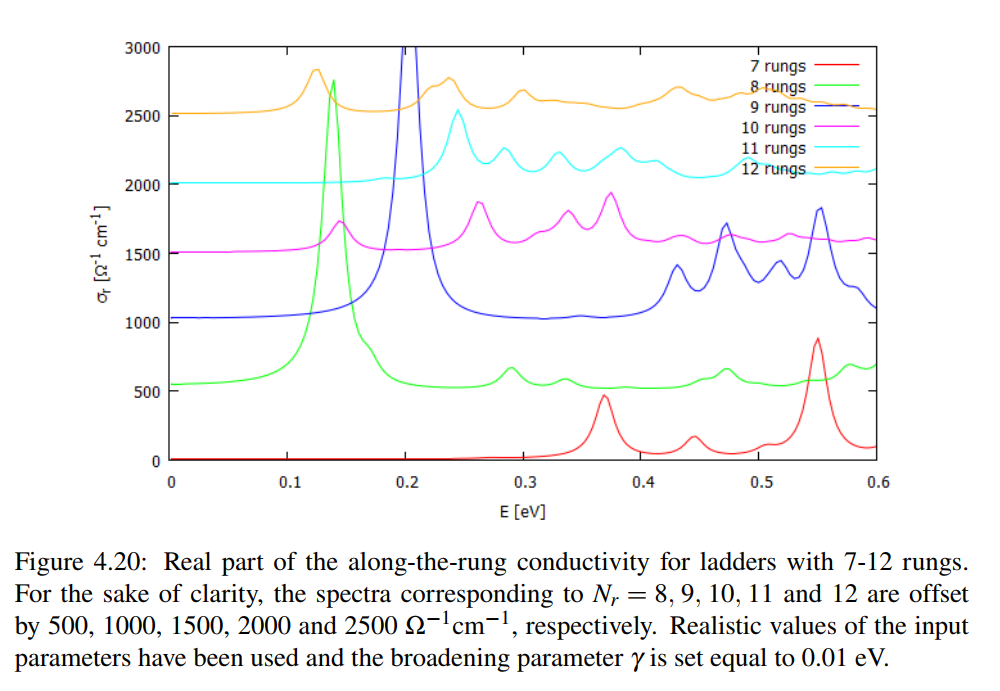 3000
2500
2000
1500
1000
500
0
σr [Ω⁻¹ cm⁻¹]
7 rungs
8 rungs
9 rungs
10 rungs
11 rungs
12 rungs
0 0.1 0.2 0.3 0.4 0.5 0.6
E [eV]
Figure 4.20: Real part of the along-the-rung conductivity for ladders with 7-12 rungs.
For the sake of clarity, the spectra corresponding to Nr = 8, 9, 10, 11 and 12 are offset
by 500, 1000, 1500, 2000 and 2500 Ω⁻¹cm⁻¹, respectively. Realistic values of the input
parameters have been used and the broadening parameter γ is set equal to 0.01 eV.